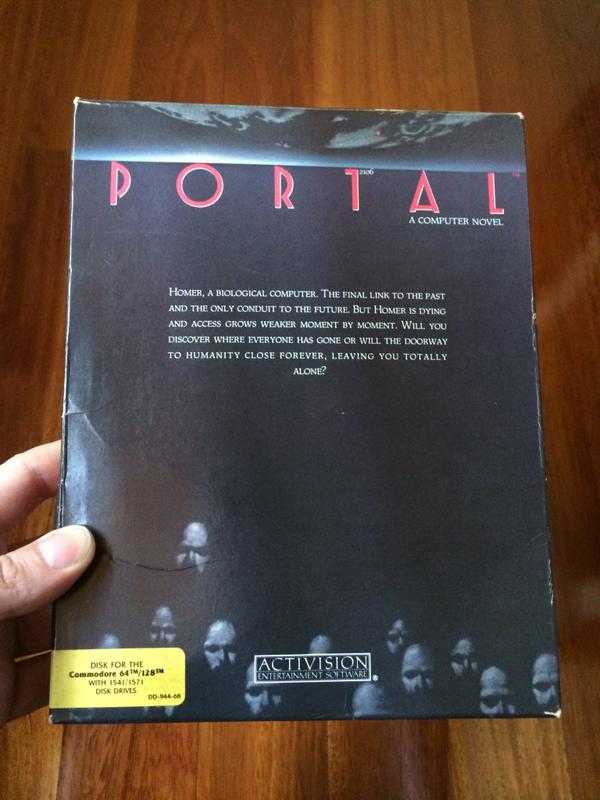 PORTAL™
2106
A COMPUTER NOVEL
HOMER, A BIOLOGICAL COMPUTER. THE FINAL LINK TO THE PAST
AND THE ONLY CONDUIT TO THE FUTURE. BUT HOMER IS DYING
AND ACCESS GROWS WEAKER MOMENT BY MOMENT. WILL YOU
DISCOVER WHERE EVERYONE HAS GONE OR WILL THE DOORWAY
TO HUMANITY CLOSE FOREVER, LEAVING YOU TOTALLY
ALONE?
DISK FOR THE
Commodore 64™/128™
WITH 1541/1571
DISK DRIVES
DD-944-68
ACTIVISION
ENTERTAINMENT SOFTWARE®